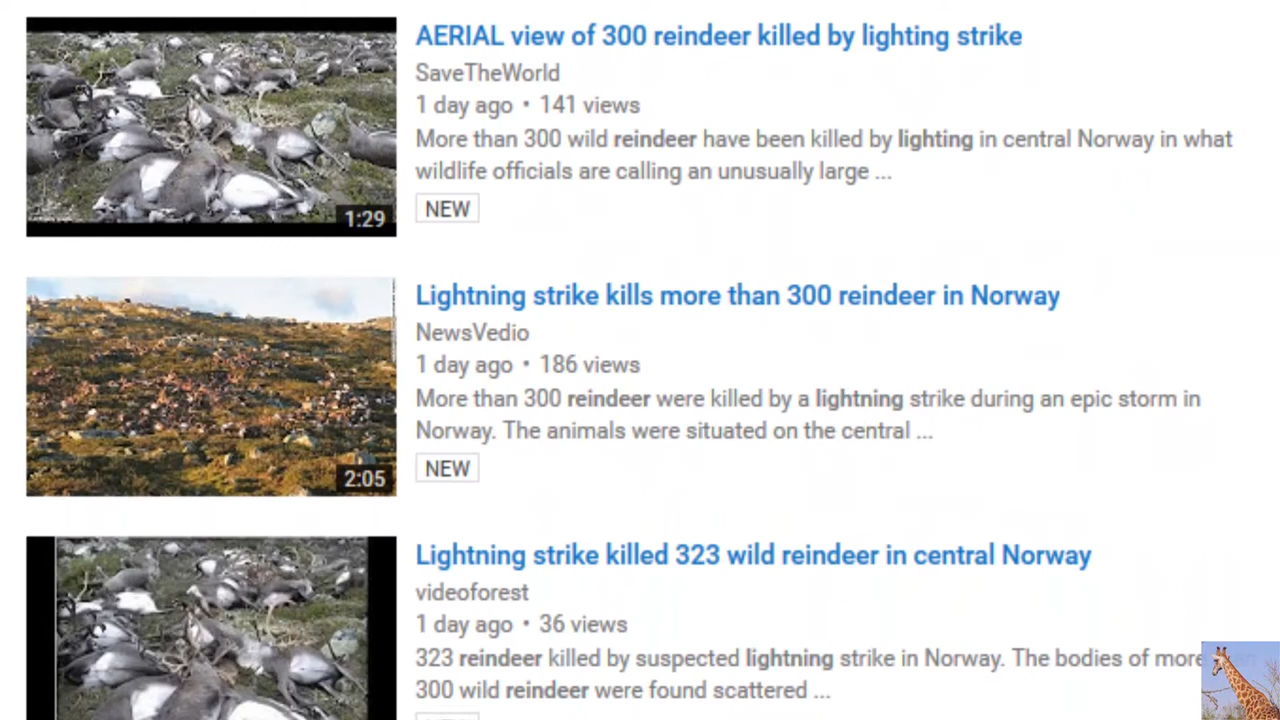 AERIAL view of 300 reindeer killed by lighting strike
SaveTheWorld
1 day ago • 141 views
More than 300 wild reindeer have been killed by lighting in central Norway in what
wildlife officials are calling an unusually large ...
NEW
1:29
Lightning strike kills more than 300 reindeer in Norway
NewsVedio
1 day ago • 186 views
More than 300 reindeer were killed by a lightning strike during an epic storm in
Norway. The animals were situated on the central ...
NEW
2:05
Lightning strike killed 323 wild reindeer in central Norway
videoforest
1 day ago • 36 views
323 reindeer killed by suspected lightning strike in Norway. The bodies of more
300 wild reindeer were found scattered ...
NEW